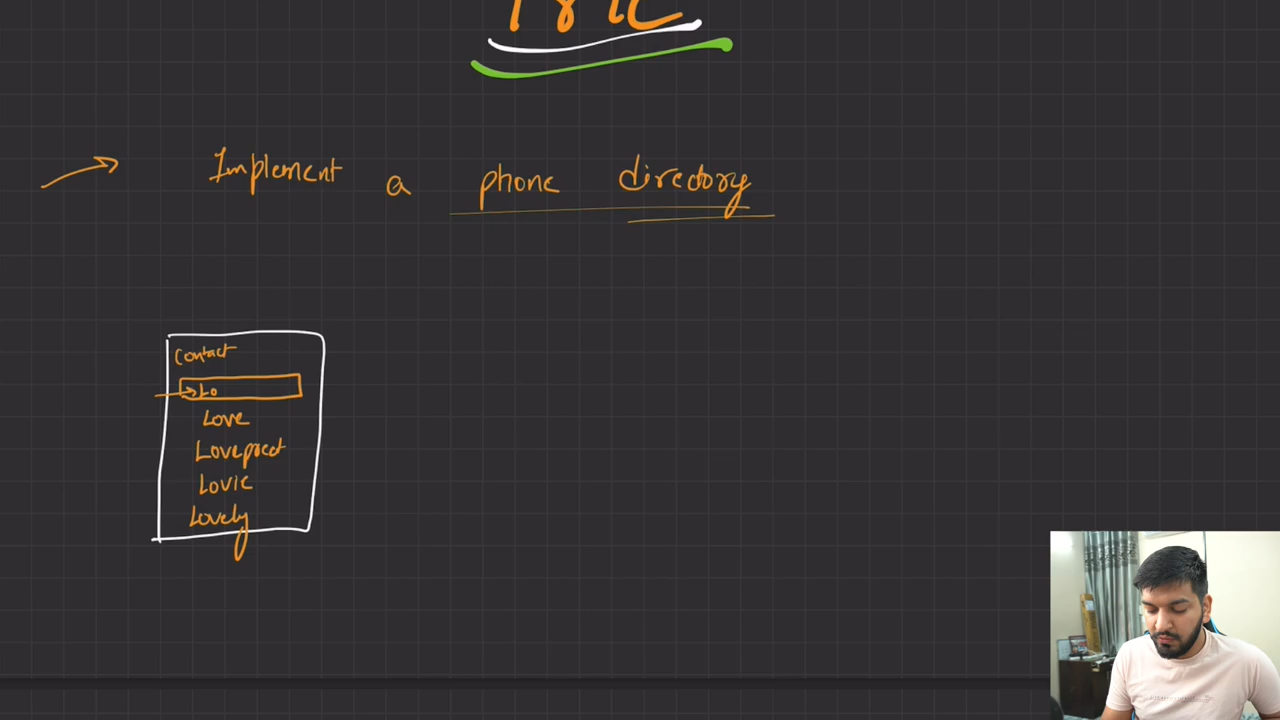 Implement a phone directory
Contact
Lo
Love
Lovepreet
Lovie
Lovely